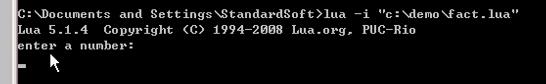 C:\Documents and Settings\StandardSoft>lua -i "c:\demo\fact.lua"
Lua 5.1.4  Copyright (C) 1994-2008 Lua.org, PUC-Rio
enter a number: